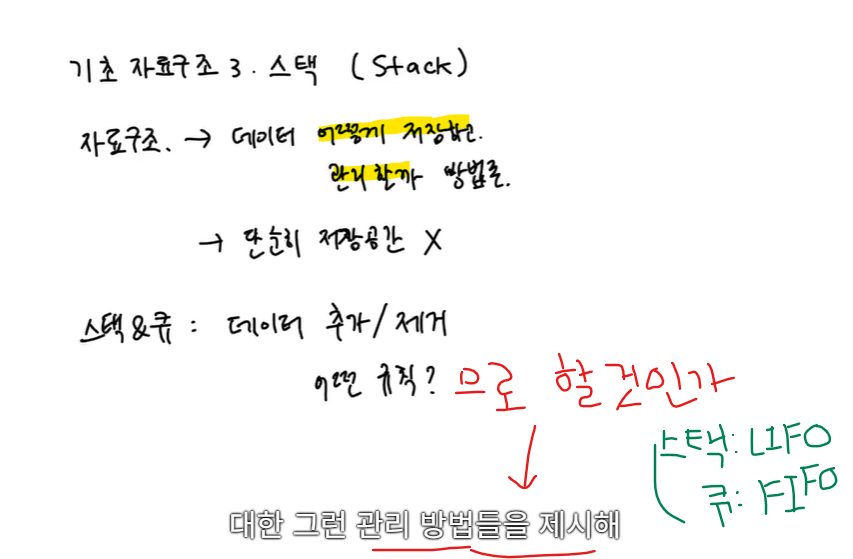 기초 자료구조 3. 스택 (Stack)
자료구조. → 데이터 어떻게 저장하고.
관리할까 방법론.
→ 단순히 저장공간 X
스택&큐 : 데이터 추가/제거
어떤 규칙? 으로 할것인가
스택: LIFO
큐: FIFO
대한 그런 관리 방법들을 제시해